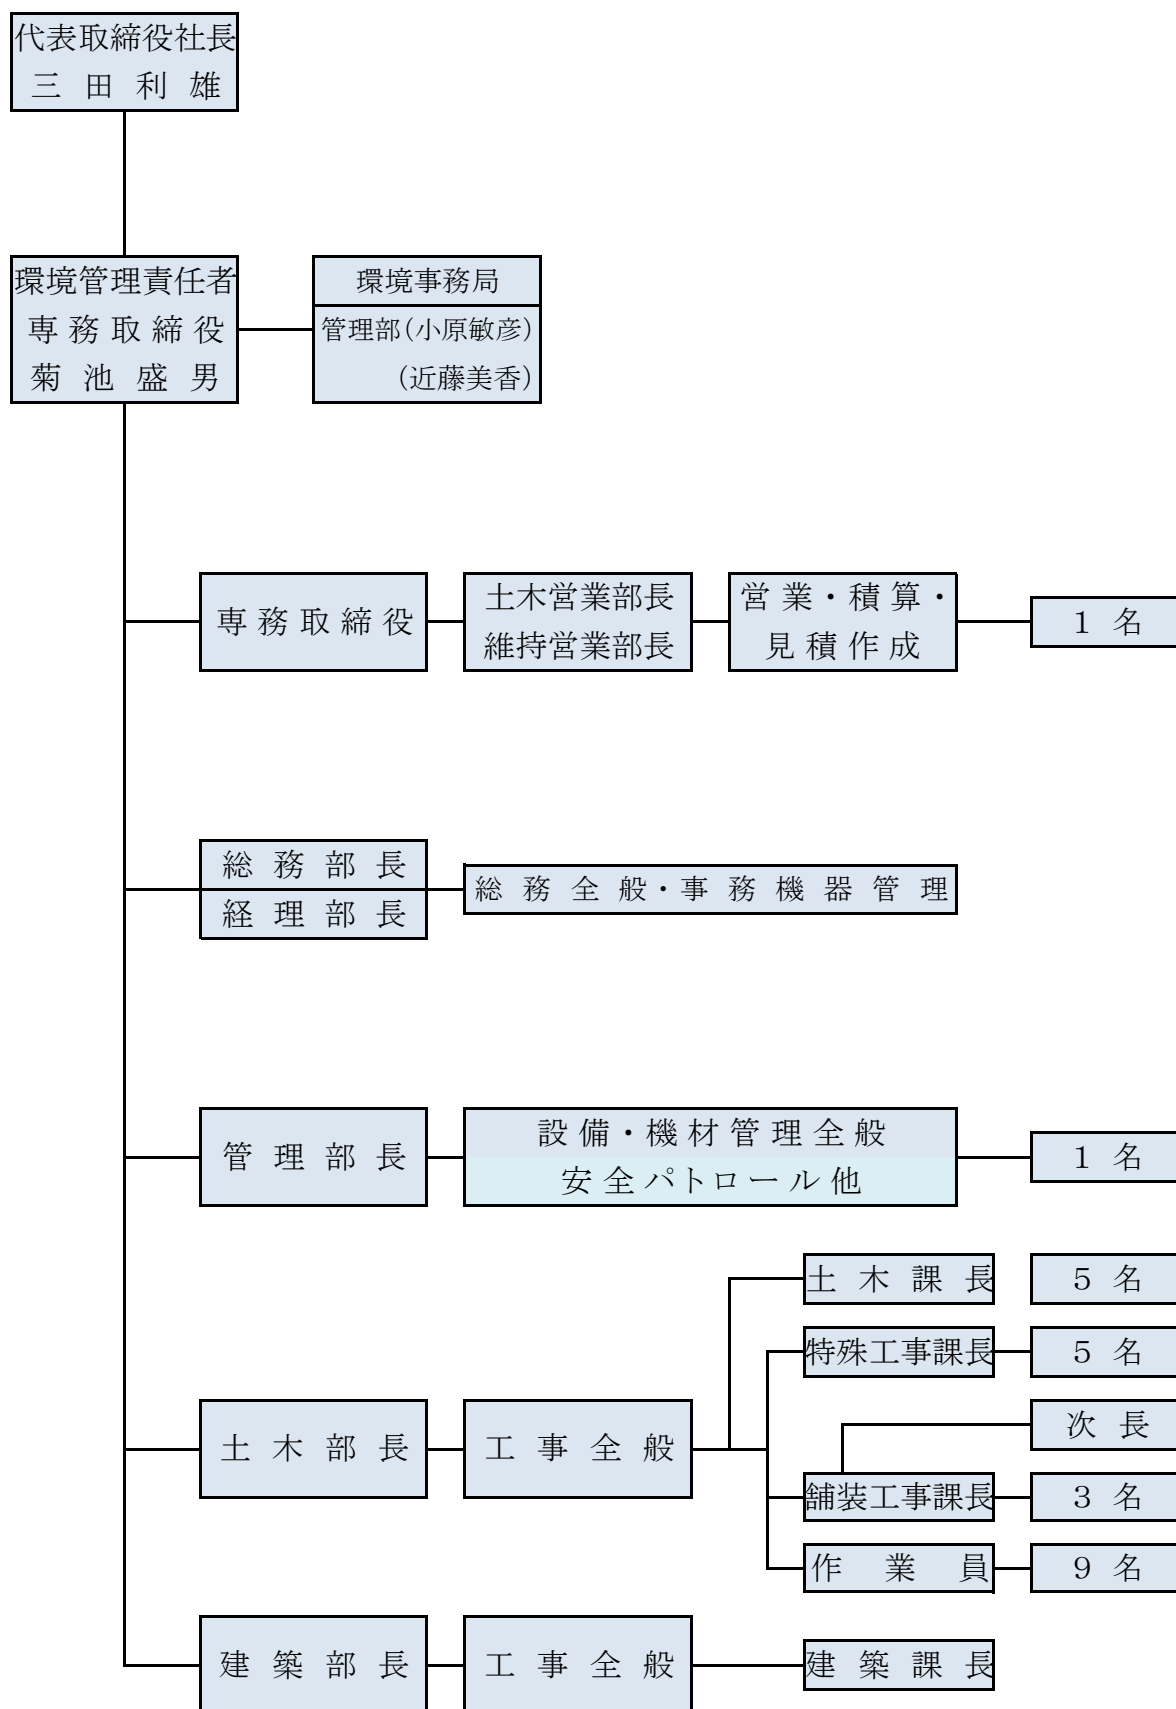 代表取締役社長
三田利雄
環境管理責任者
専務取締役
菊池盛男
環境事務局
管理部(小原敏彦)
(近藤美香)
専務取締役
土木営業部長
維持営業部長
営業・積算・
見積作成
１名
総務部長
経理部長
総務全般・事務機器管理
管理部長
設備・機材管理全般
安全パトロール他
１名
土木課長
５名
特殊工事課長
５名
次長
土木部長
工事全般
舗装工事課長
３名
作業員
９名
建築部長
工事全般
建築課長